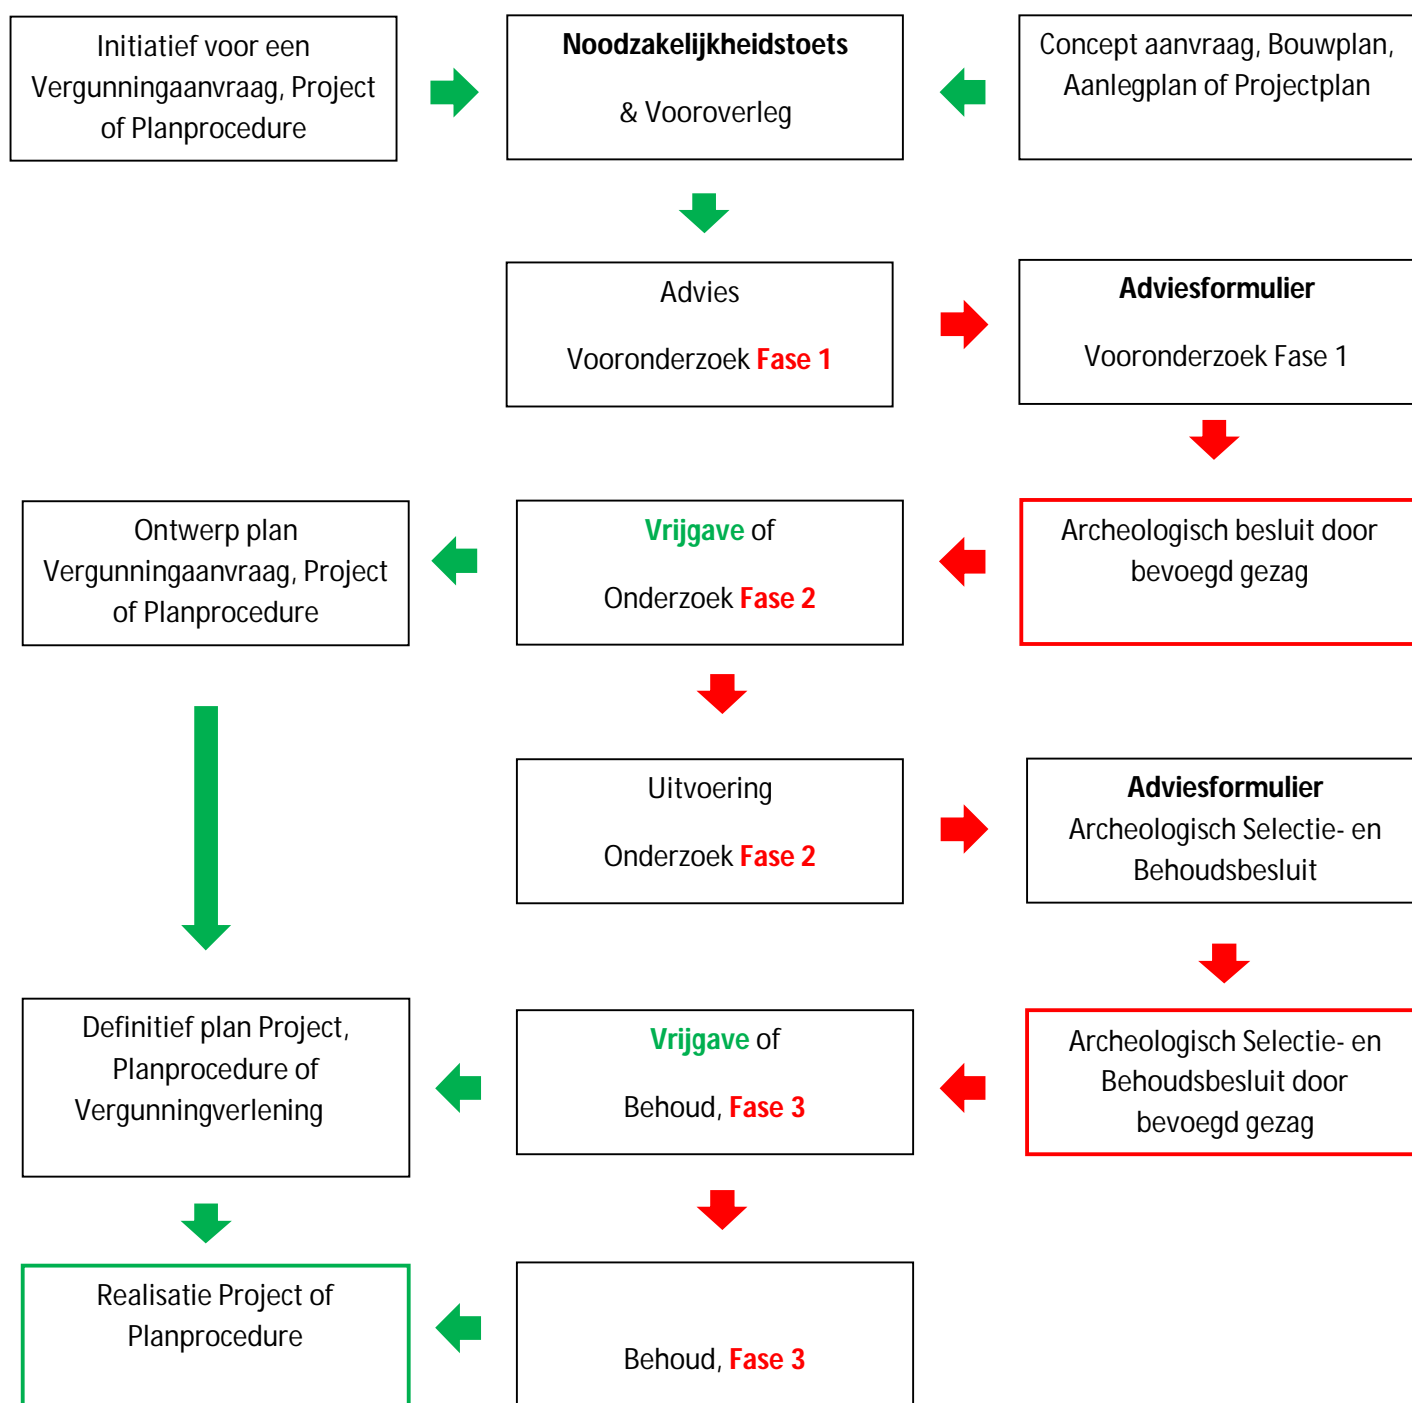 Initiatief voor een
Vergunningaanvraag, Project
of Planprocedure
Noodzakelijkheidstoets
& Vooroverleg
Concept aanvraag, Bouwplan,
Aanlegplan of Projectplan
Advies
Vooronderzoek Fase 1
Adviesformulier
Vooronderzoek Fase 1
Ontwerp plan
Vergunningaanvraag, Project
of Planprocedure
Vrijgave of
Onderzoek Fase 2
Archeologisch besluit door
bevoegd gezag
Uitvoering
Onderzoek Fase 2
Adviesformulier
Archeologisch Selectie- en
Behoudsbesluit
Definitief plan Project,
Planprocedure of
Vergunningverlening
Vrijgave of
Behoud, Fase 3
Archeologisch Selectie- en
Behoudsbesluit door
bevoegd gezag
Realisatie Project of
Planprocedure
Behoud, Fase 3